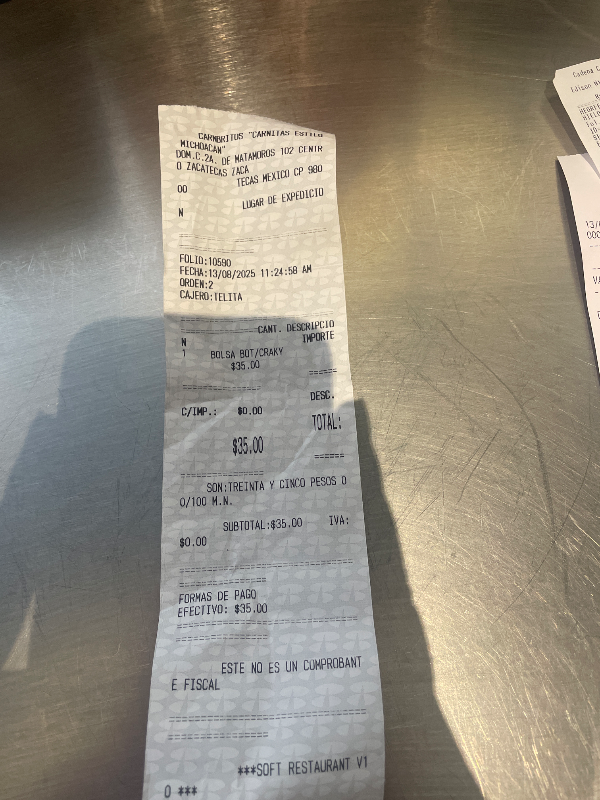 CARNBRITOS "CARNITAS ESTILO
MICHOACAN"
DOM.C.2A. DE MATAMOROS 102 CENTR
O ZACATECAS ZACA
TECAS MEXICO CP 980
00
LUGAR DE EXPEDICIO
N
FOLIO:10590
FECHA:13/08/2025 11:24:58 AM
ORDEN:2
CAJERO:TELITA
CANT. DESCRIPCIO
N IMPORTE
1 BOLSA BOT/CRAKY
$35.00
DESC.
C/IMP.: $0.00
TOTAL:
$35.00
SON:TREINTA Y CINCO PESOS 0
0/100 M.N.
SUBTOTAL:$35.00 IVA:
$0.00
FORMAS DE PAGO
EFECTIVO: $35.00
ESTE NO ES UN COMPROBANT
E FISCAL
***SOFT RESTAURANT V1
0 ***
Cadena C